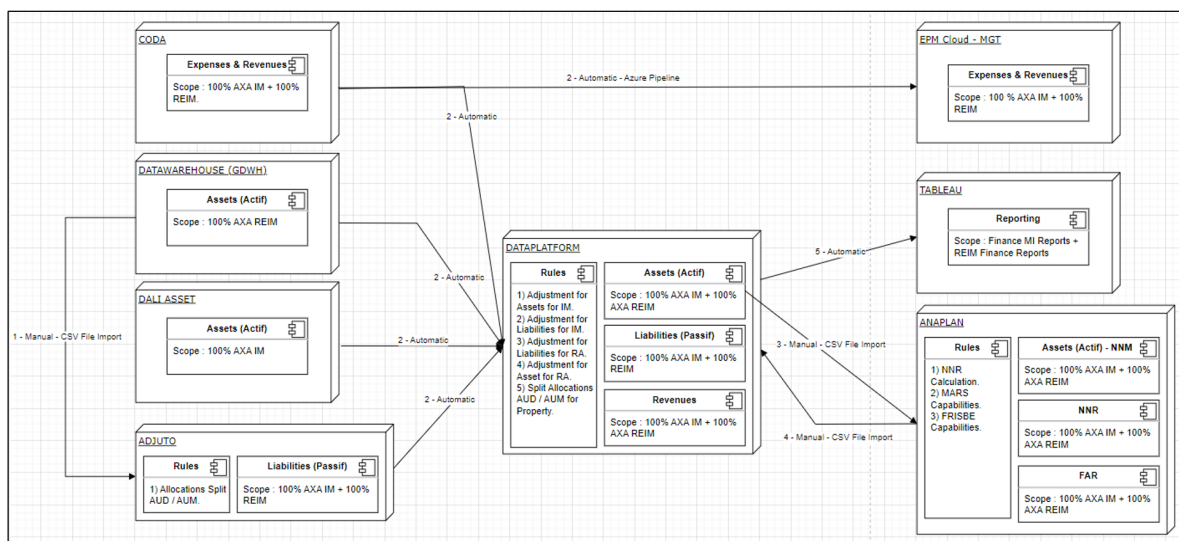 CODA
Expenses & Revenues
Scope : 100% AXA IM + 100%
REIM.
2 - Automatic - Azure Pipeline
2 - Automatic
EPM Cloud - MGT
Expenses & Revenues
Scope : 100 % AXA IM + 100%
REIM
DATAWAREHOUSE (GDWH)
Assets (Actif)
Scope : 100% AXA REIM
2 - Automatic
TABLEAU
Reporting
Scope : Finance MI Reports +
REIM Finance Reports
5 - Automatic
DALI ASSET
Assets (Actif)
Scope : 100% AXA IM
1 - Manual - CSV File Import
2 - Automatic
2 - Automatic
ADJUTO
Rules
1) Allocations Split
AUD / AUM.
Liabilities (Passif)
Scope : 100% AXA IM + 100%
REIM
DATAPLATFORM
Rules
1) Adjustment for
Assets for IM.
2) Adjustment for
Liabilities for IM.
3) Adjustment for
Liabilities for RA.
4) Adjustment for
Asset for RA.
5) Split Allocations
AUD / AUM for
Property.
Assets (Actif)
Scope : 100% AXA IM + 100%
AXA REIM
Liabilities (Passif)
Scope : 100% AXA IM + 100%
REIM
Revenues
Scope : 100% AXA IM + 100%
AXA REIM
3 - Manual - CSV File Import
4 - Manual - CSV File Import
ANAPLAN
Rules
1) NNR
Calculation.
2) MARS
Capabilities.
3) FRISBE
Capabilities.
Assets (Actif) - NNM
Scope : 100% AXA IM + 100%
AXA REIM
NNR
Scope : 100% AXA IM + 100%
AXA REIM
FAR
Scope : 100% AXA IM + 100%
AXA REIM